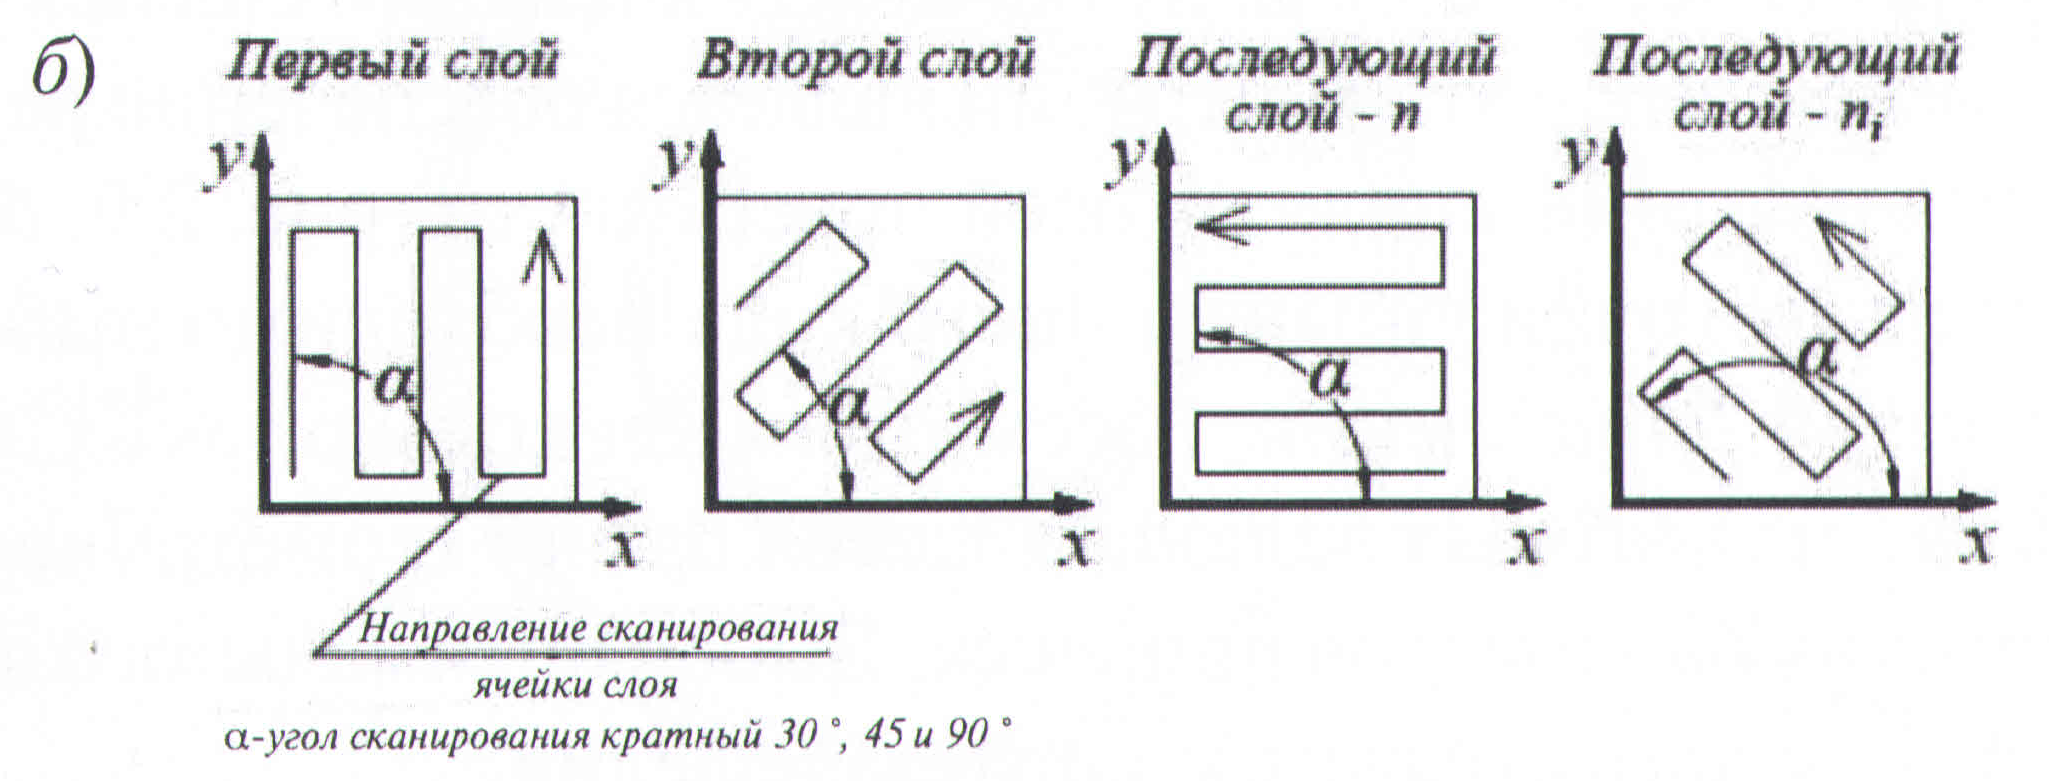 б)
Первый слой
Второй слой
Последующий
слой - n
Последующий
слой - nᵢ
y
α
x
y
α
x
y
α
x
y
α
x
Направление сканирования
ячейки слоя
α-угол сканирования кратный 30 °, 45 и 90 °